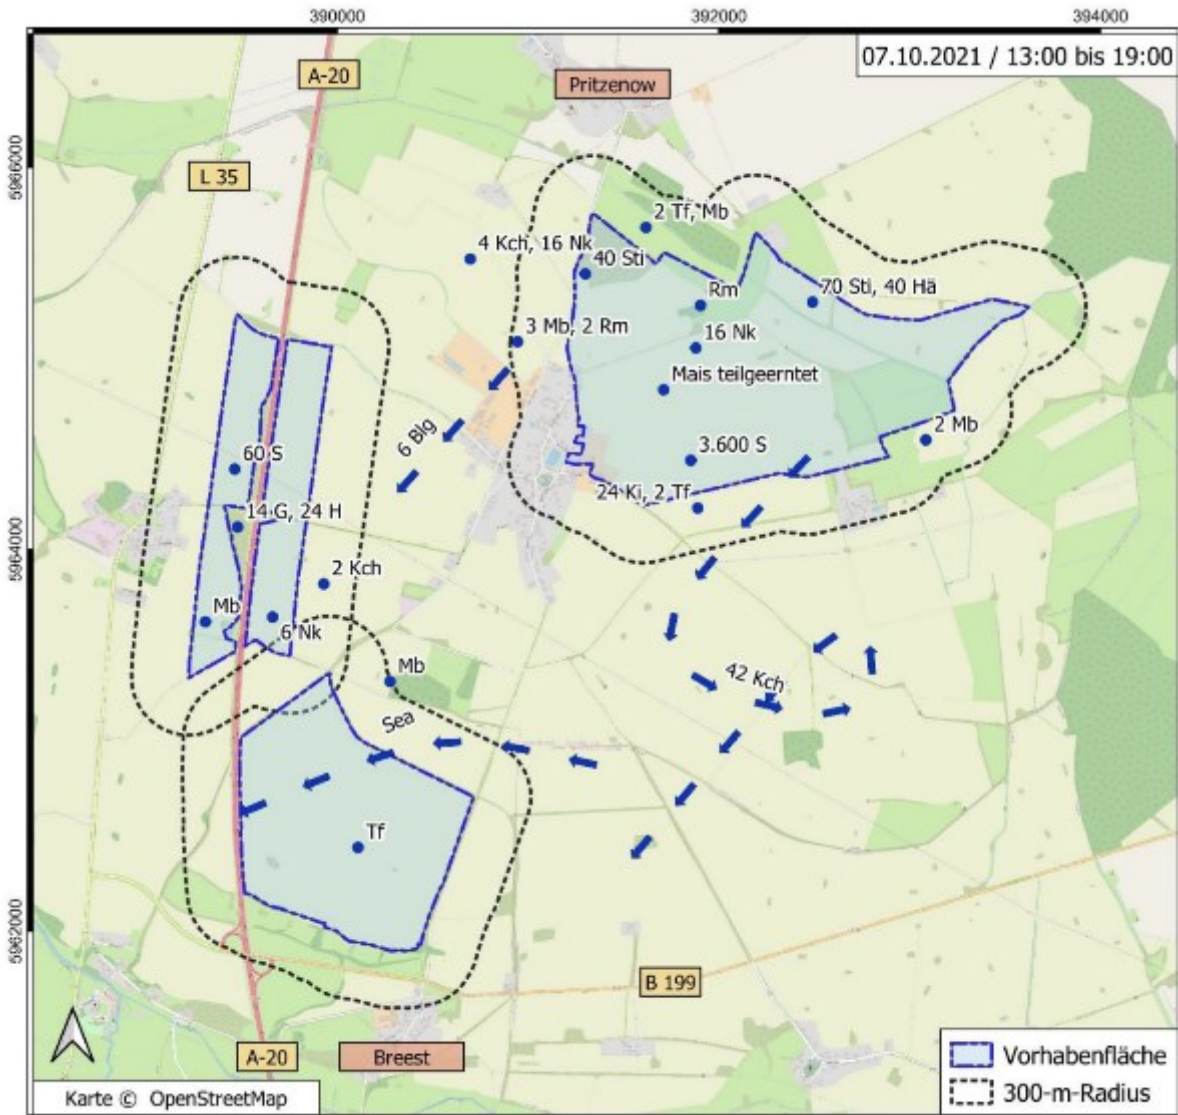 390000
392000
394000
07.10.2021 / 13:00 bis 19:00
A-20
Pritzenow
5966000
L 35
2 Tf, Mb
4 Kch, 16 Nk
40 Sti
Rm
70 Sti, 40 Hä
3 Mb, 2 Rm
16 Nk
Mais teilgeerntet
6 Blg
2 Mb
60 S
3.600 S
24 Ki, 2 Tf
14 G, 24 H
5964000
2 Kch
Mb
6 Nk
Mb
42 Kch
Sea
Tf
5962000
B 199
A-20
Breest
Vorhabenfläche
300-m-Radius
Karte © OpenStreetMap